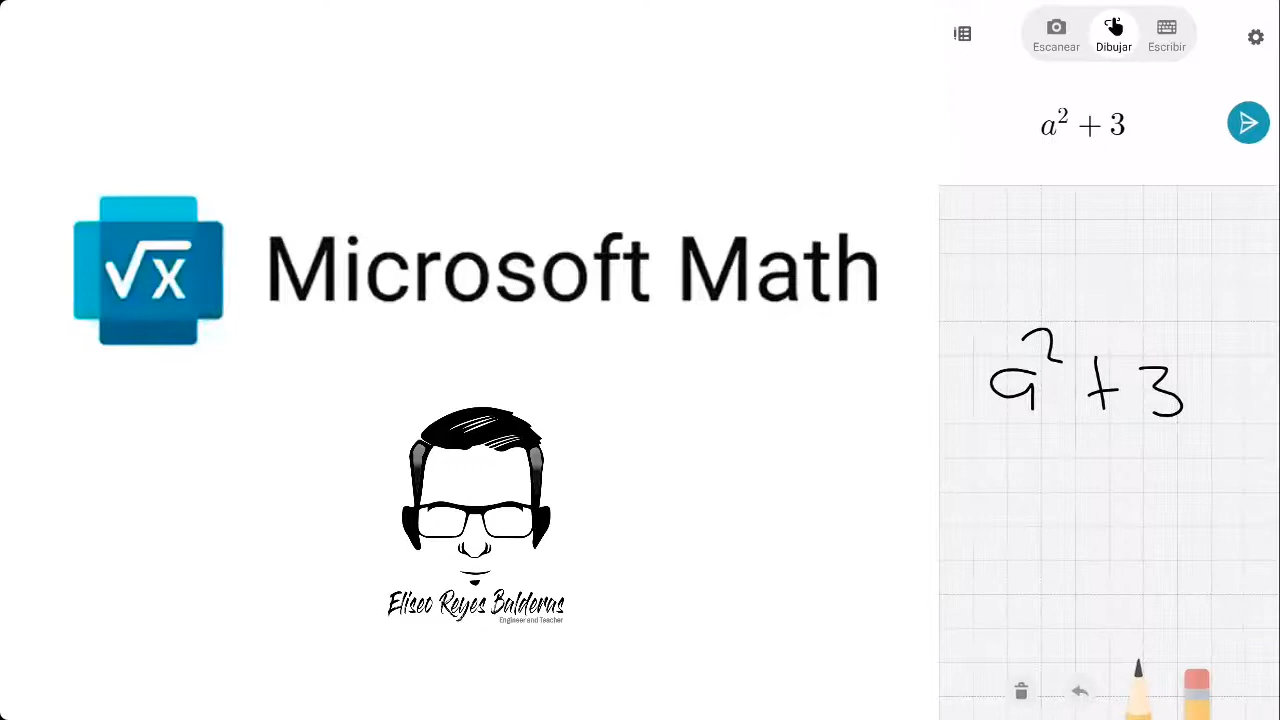 Escanear Dibujar Escribir
a² + 3
√x Microsoft Math
a² + 3
Eliseo Reyes Balderas
Engineer and Teacher